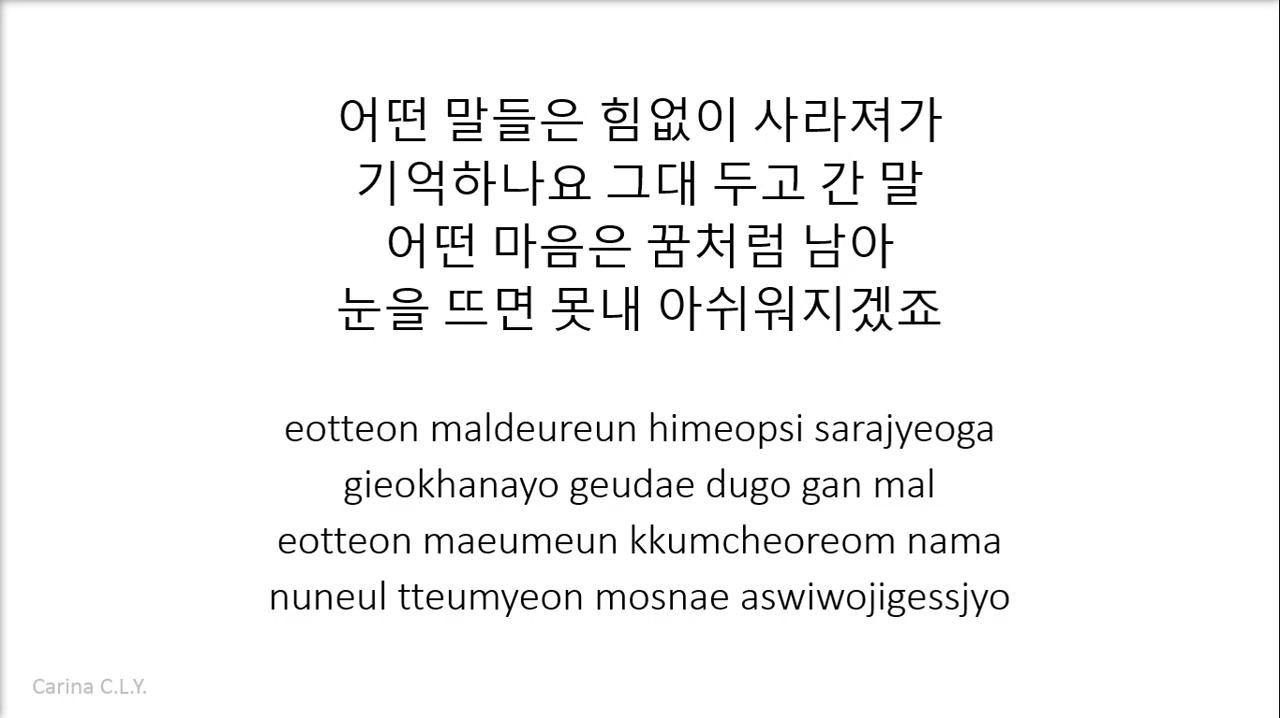 어떤 말들은 힘없이 사라져가
기억하나요 그대 두고 간 말
어떤 마음은 꿈처럼 남아
눈을 뜨면 못내 아쉬워지겠죠
eotteon maldeureun himeopsi sarajyeoga
gieokhanayo geudae dugo gan mal
eotteon maeumeun kkumcheoreom nama
nuneul tteumyeon mosnae aswiwojigessjyo
Carina C.L.Y.